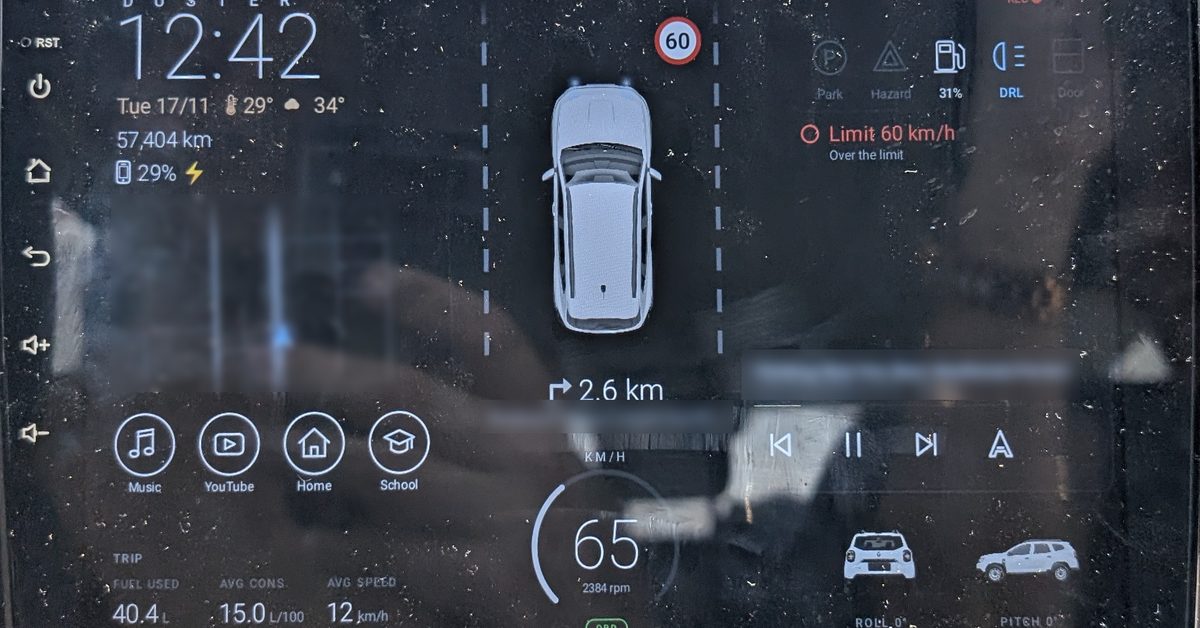 DUSTER
RST
12:42
Tue 17/11 29° 34°
57,404 km
29%
60
Park Hazard 31% DRL Door
Limit 60 km/h
Over the limit
2.6 km
Music YouTube Home School
KM/H
65
2384 rpm
TRIP
FUEL USED AVG CONS. AVG SPEED
40.4 L 15.0 L/100 12 km/h
ROLL 0° PITCH 0°